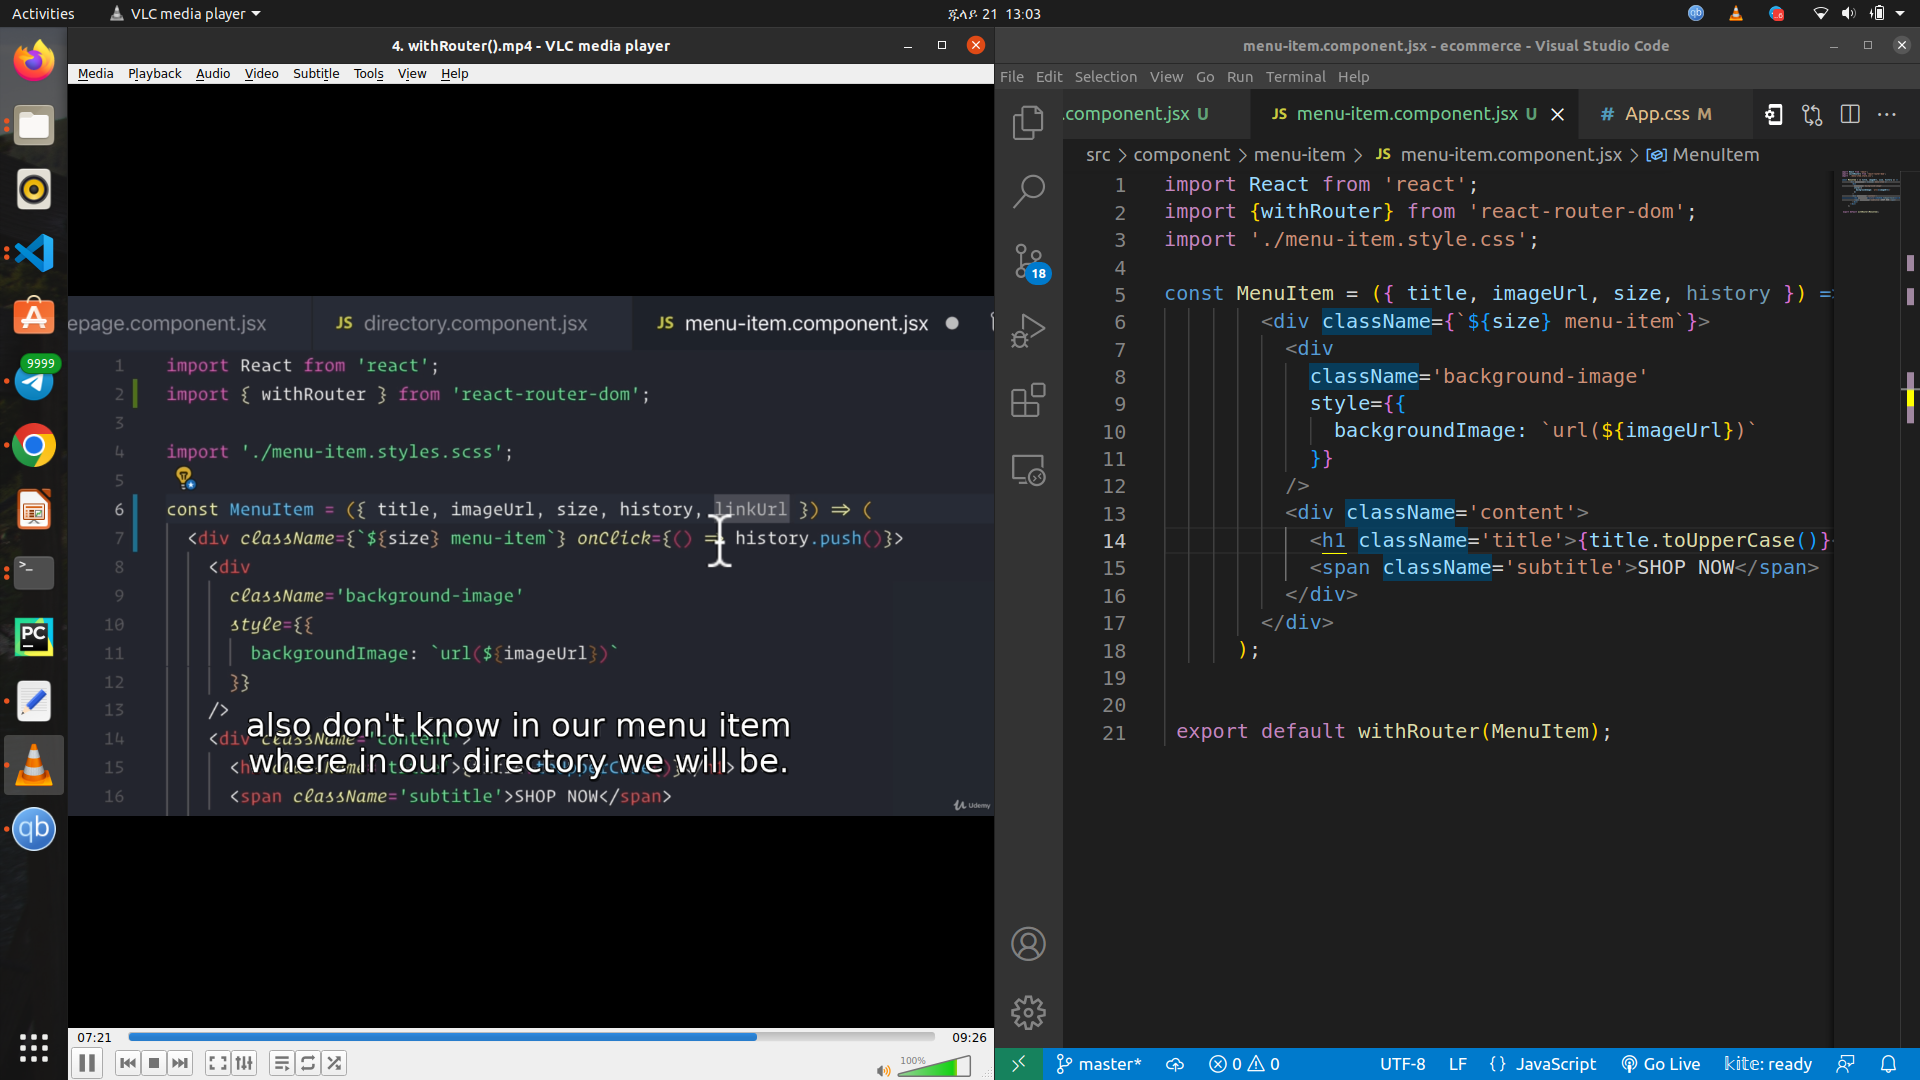 Activities
VLC media player
ጁላይ 21 13:03
4. withRouter().mp4 - VLC media player
Media Playback Audio Video Subtitle Tools View Help
epage.component.jsx
JS directory.component.jsx
JS menu-item.component.jsx
1 import React from 'react';
2 import { withRouter } from 'react-router-dom';
3
4 import './menu-item.styles.scss';
5
6 const MenuItem = ({ title, imageUrl, size, history, linkUrl }) => (
7 <div className={`${size} menu-item`} onClick={() => history.push()}>
8 <div
9 className='background-image'
10 style={{
11 backgroundImage: `url(${imageUrl})`
12 }}
13 />
14 <div className='content'>
15
16 <span className='subtitle'>SHOP NOW</span>
also don't know in our menu item
where in our directory we will be.
Udemy
07:21
09:26
100%
9999
PC
qb
menu-item.component.jsx - ecommerce - Visual Studio Code
File Edit Selection View Go Run Terminal Help
.component.jsx U
JS menu-item.component.jsx U
# App.css M
src > component > menu-item > JS menu-item.component.jsx > MenuItem
18
1 import React from 'react';
2 import {withRouter} from 'react-router-dom';
3 import './menu-item.style.css';
4
5 const MenuItem = ({ title, imageUrl, size, history }) =
6 <div className={`${size} menu-item`}>
7 <div
8 className='background-image'
9 style={{
10 backgroundImage: `url(${imageUrl})`
11 }}
12 />
13 <div className='content'>
14 <h1 className='title'>{title.toUpperCase()}
15 <span className='subtitle'>SHOP NOW</span>
16 </div>
17 </div>
18 );
19
20
21 export default withRouter(MenuItem);
master*
0 0
UTF-8
LF
{} JavaScript
Go Live
kite: ready